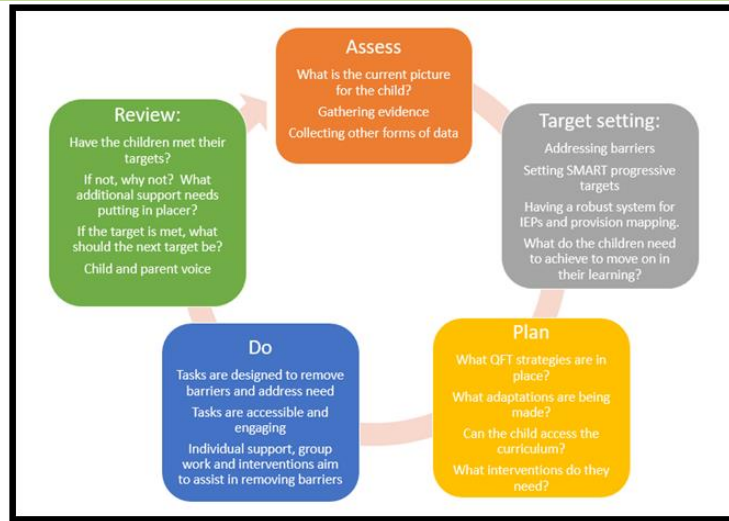 Assess
What is the current picture
for the child?
Gathering evidence
Collecting other forms of data
Target setting:
Addressing barriers
Setting SMART progressive
targets
Having a robust system for
IEPs and provision mapping.
What do the children need
to achieve to move on in
their learning?
Plan
What QFT strategies are in
place?
What adaptations are being
made?
Can the child access the
curriculum?
What interventions do they
need?
Do
Tasks are designed to remove
barriers and address need
Tasks are accessible and
engaging
Individual support, group
work and interventions aim
to assist in removing barriers
Review:
Have the children met their
targets?
If not, why not? What
additional support needs
putting in placer?
If the target is met, what
should the next target be?
Child and parent voice